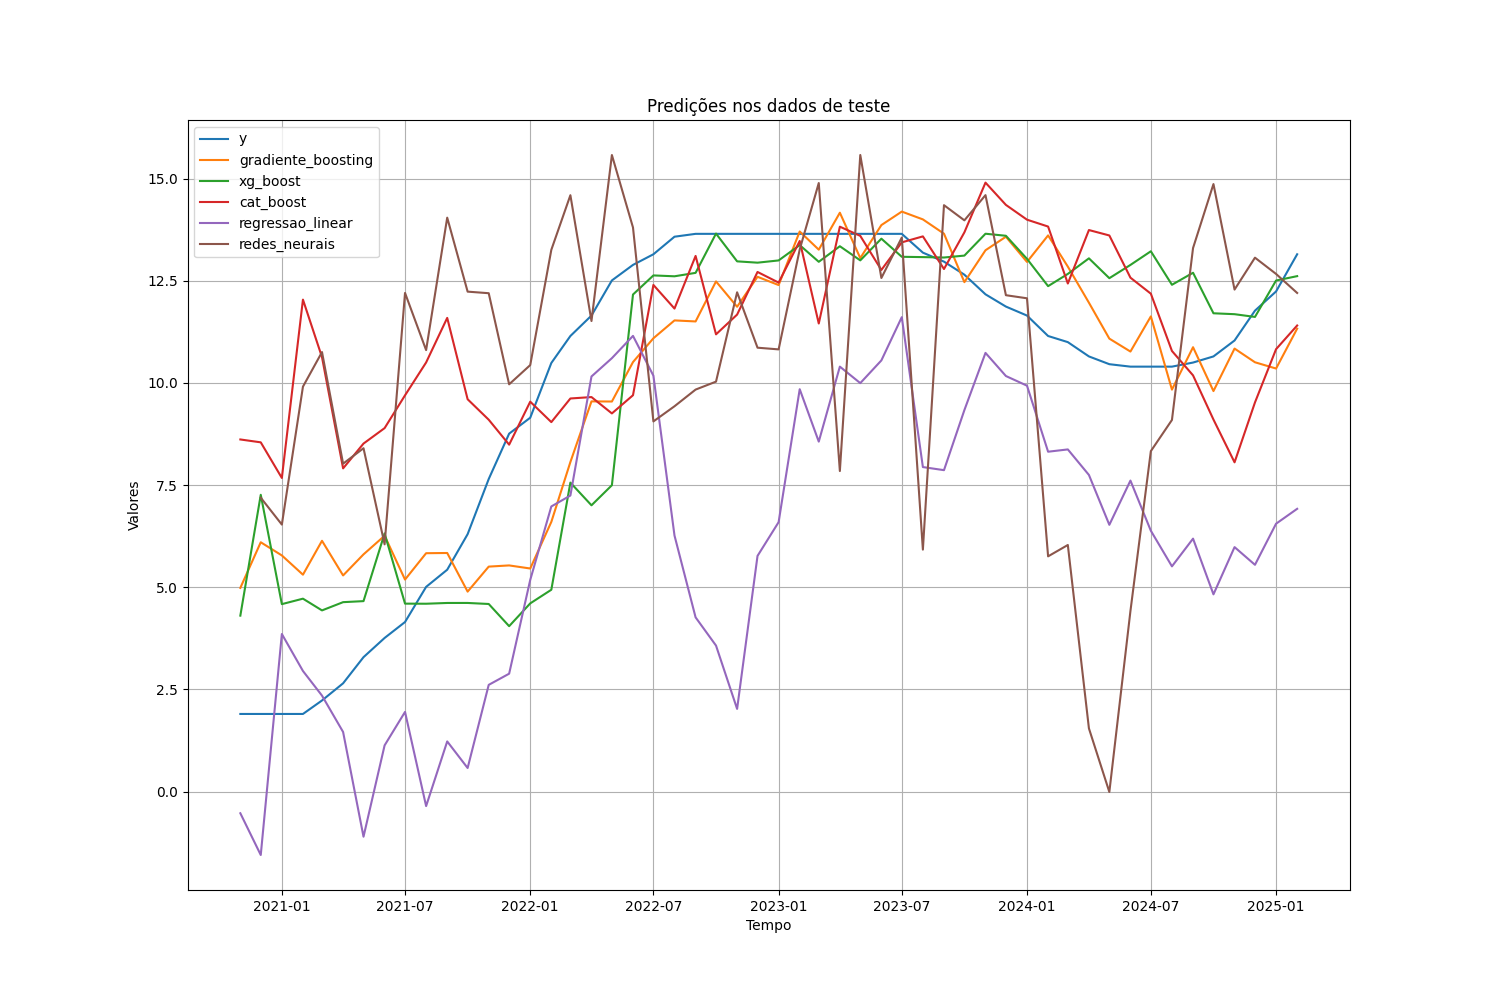 Predições nos dados de teste
y
gradiente_boosting
xg_boost
cat_boost
regressao_linear
redes_neurais
15.0
12.5
10.0
7.5
5.0
2.5
0.0
Valores
2021-01 2021-07 2022-01 2022-07 2023-01 2023-07 2024-01 2024-07 2025-01
Tempo